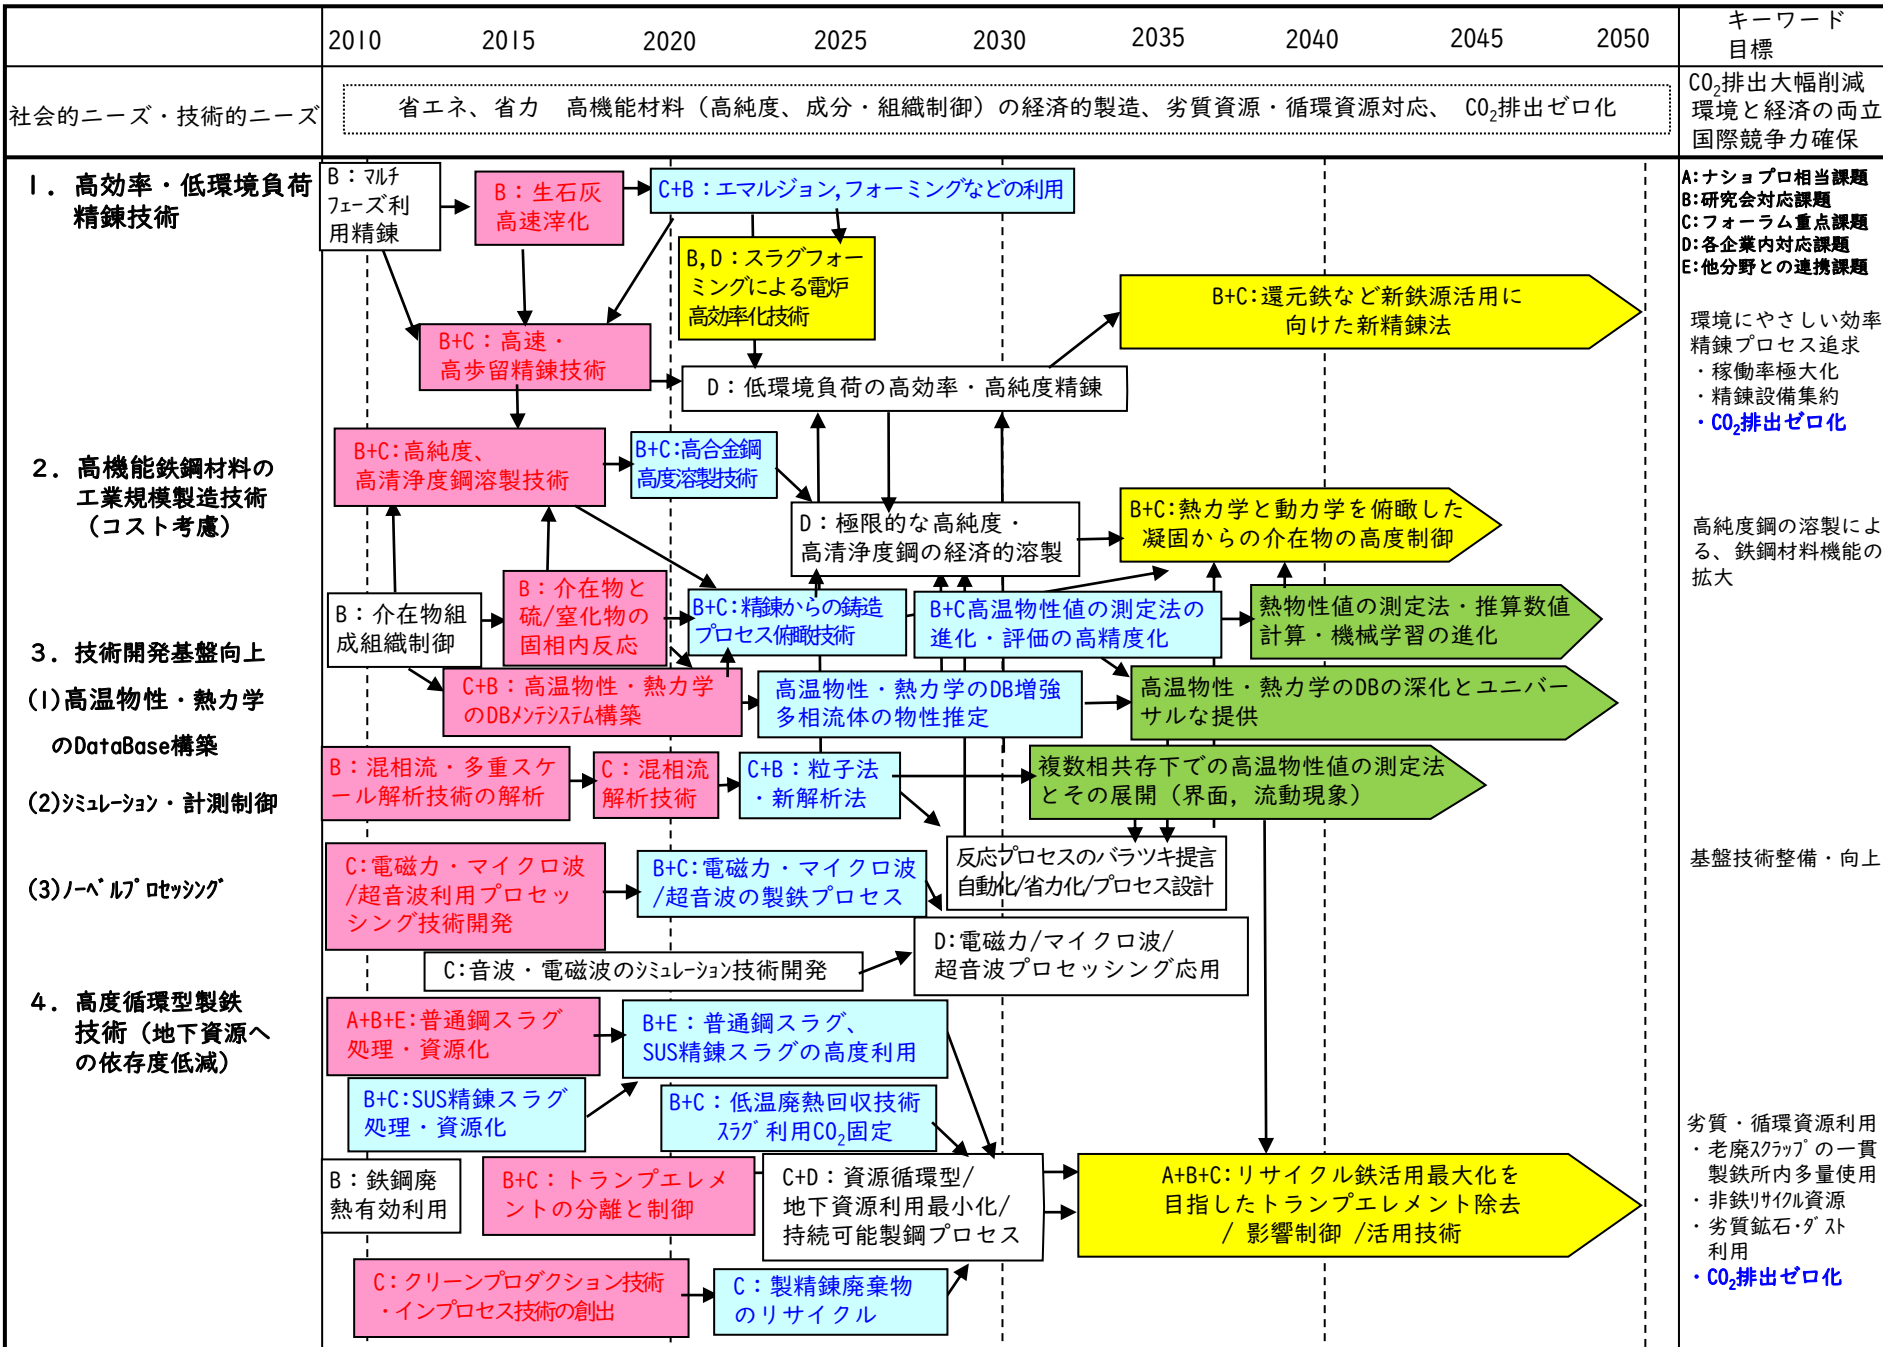 2010 2015 2020 2025 2030 2035 2040 2045 2050
キーワード
目標
社会的ニーズ・技術的ニーズ
省エネ、省力　高機能材料（高純度、成分・組織制御）の経済的製造、劣質資源・循環資源対応、 CO₂排出ゼロ化
CO₂排出大幅削減
環境と経済の両立
国際競争力確保
1. 高効率・低環境負荷
精錬技術
B：マルチ
フェーズ利
用精錬
B：生石灰
高速滓化
C+B：エマルジョン,フォーミングなどの利用
B,D：スラグフォー
ミングによる電炉
高効率化技術
B+C：高速・
高歩留精錬技術
D：低環境負荷の高効率・高純度精錬
B+C:還元鉄など新鉄源活用に
向けた新精錬法
A:ナショプロ相当課題
B:研究会対応課題
C:フォーラム重点課題
D:各企業内対応課題
E:他分野との連携課題
環境にやさしい効率
精錬プロセス追求
・稼働率極大化
・精錬設備集約
・CO₂排出ゼロ化
2. 高機能鉄鋼材料の
工業規模製造技術
（コスト考慮）
B+C:高純度、
高清浄度鋼溶製技術
B+C:高合金鋼
高度溶製技術
D：極限的な高純度・
高清浄度鋼の経済的溶製
B+C:熱力学と動力学を俯瞰した
凝固からの介在物の高度制御
高純度鋼の溶製によ
る、鉄鋼材料機能の
拡大
B：介在物組
成組織制御
B：介在物と
硫/窒化物の
固相内反応
B+C:精錬からの鋳造
プロセス俯瞰技術
B+C高温物性値の測定法の
進化・評価の高精度化
熱物性値の測定法・推算数値
計算・機械学習の進化
3. 技術開発基盤向上
(1)高温物性・熱力学
のDataBase構築
C+B：高温物性・熱力学
のDBメンテシステム構築
高温物性・熱力学のDB増強
多相流体の物性推定
高温物性・熱力学のDBの深化とユニバー
サルな提供
(2)シミュレーション・計測制御
B：混相流・多重スケ
ール解析技術の解析
C：混相流
解析技術
C+B：粒子法
・新解析法
複数相共存下での高温物性値の測定法
とその展開（界面，流動現象）
反応プロセスのバラツキ提言
自動化/省力化/プロセス設計
基盤技術整備・向上
(3)ノーベルプロセッシング
C:電磁力・マイクロ波
/超音波利用プロセッ
シング技術開発
B+C:電磁力・マイクロ波
/超音波の製鉄プロセス
C:音波・電磁波のシミュレーション技術開発
D:電磁力/マイクロ波/
超音波プロセッシング応用
4. 高度循環型製鉄
技術（地下資源へ
の依存度低減）
A+B+E:普通鋼スラグ
処理・資源化
B+E：普通鋼スラグ、
SUS精錬スラグの高度利用
B+C:SUS精錬スラグ
処理・資源化
B+C：低温廃熱回収技術
スラグ利用CO₂固定
B：鉄鋼廃
熱有効利用
B+C：トランプエレメ
ントの分離と制御
C+D：資源循環型/
地下資源利用最小化/
持続可能製鋼プロセス
A+B+C:リサイクル鉄活用最大化を
目指したトランプエレメント除去
/ 影響制御 /活用技術
C：クリーンプロダクション技術
・インプロセス技術の創出
C：製精錬廃棄物
のリサイクル
劣質・循環資源利用
・老廃スクラップの一貫
製鉄所内多量使用
・非鉄リサイクル資源
・劣質鉱石・ダスト
利用
・CO₂排出ゼロ化